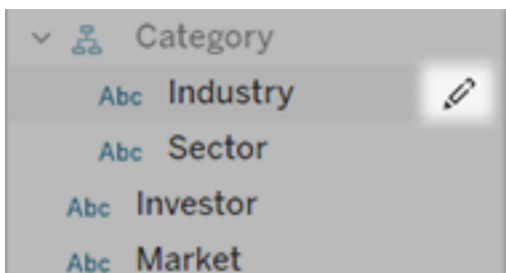 Category
Abc Industry
Abc Sector
Abc Investor
Abc Market